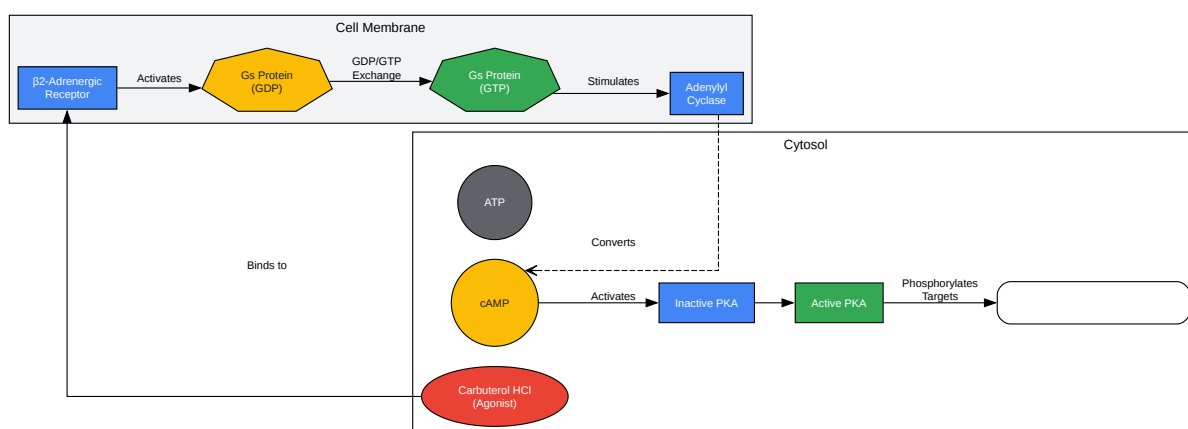 Cell Membrane
β2-Adrenergic
Receptor
Activates
Gs Protein
(GDP)
GDP/GTP
Exchange
Gs Protein
(GTP)
Stimulates
Adenylyl
Cyclase
Cytosol
ATP
Converts
Binds to
cAMP
Activates
Inactive PKA
Active PKA
Phosphorylates
Targets
Carbuterol HCl
(Agonist)